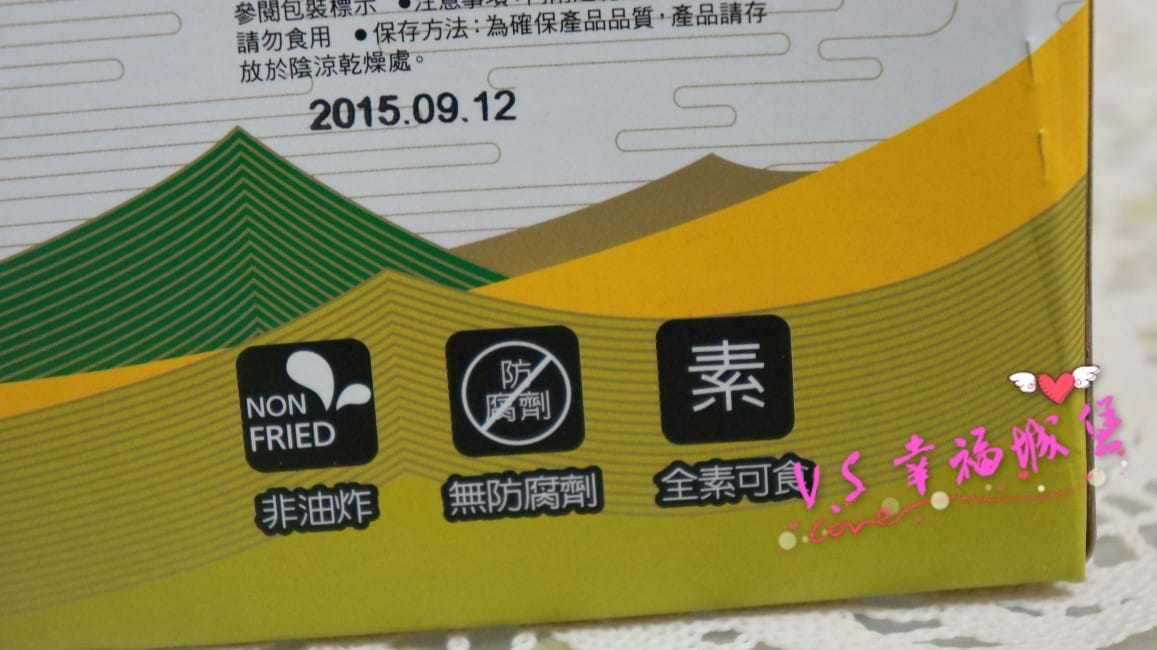 參閱包裝標示 ●注意事項：
請勿食用 ●保存方法：為確保產品品質，產品請存
放於陰涼乾燥處。
2015.09.12
NON
FRIED
防
腐劑
素
非油炸
無防腐劑
全素可食
V.S 幸福城堡